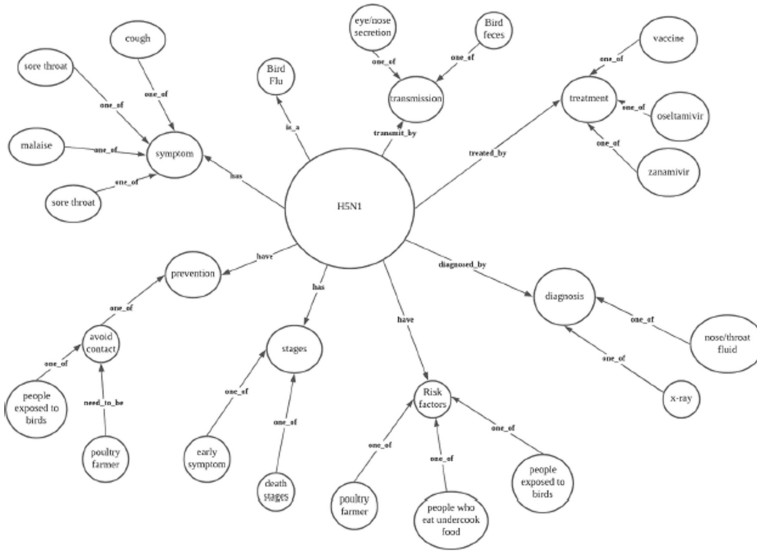 eye/nose
secretion
Bird
feces
cough
vaccine
sore throat
one_of
one_of
one_of
Bird
Flu
one_of
transmission
treatment
one_of
oseltamivir
one_of
is_a
transmit_by
malaise
one_of
symptom
treated_by
one_of
zanamivir
one_of
has
sore throat
H5N1
have
diagnosed_by
prevention
has
one_of
diagnosis
avoid
contact
stages
have
one_of
nose/throat
fluid
one_of
one_of
people
exposed to
birds
need_to_be
one_of
Risk
factors
x-ray
one_of
one_of
one_of
one_of
poultry
farmer
early
symptom
people
exposed to
birds
death
stages
poultry
farmer
people who
eat undercook
food